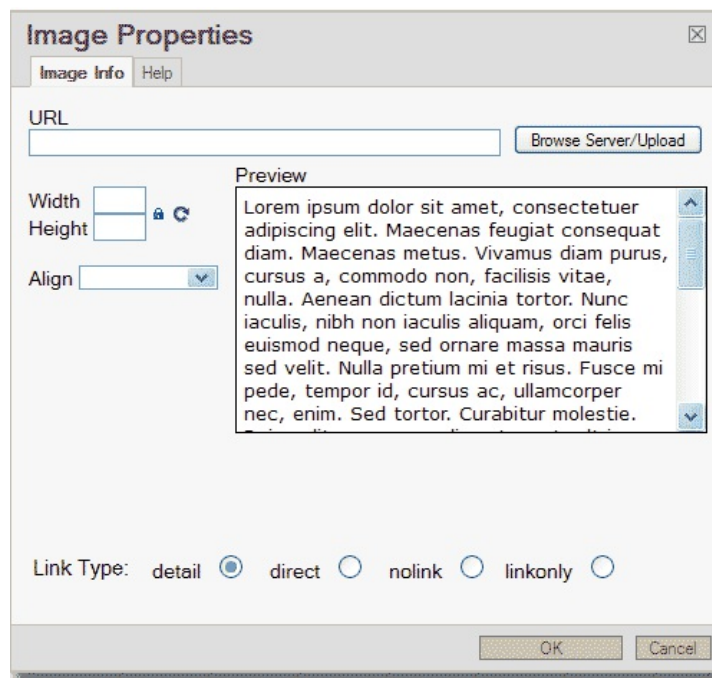 Image Properties
Image Info Help
URL
Browse Server/Upload
Preview
Width
Height
Align
Lorem ipsum dolor sit amet, consectetuer
adipiscing elit. Maecenas feugiat consequat
diam. Maecenas metus. Vivamus diam purus,
cursus a, commodo non, facilisis vitae,
nulla. Aenean dictum lacinia tortor. Nunc
iaculis, nibh non iaculis aliquam, orci felis
euismod neque, sed ornare massa mauris
sed velit. Nulla pretium mi et risus. Fusce mi
pede, tempor id, cursus ac, ullamcorper
nec, enim. Sed tortor. Curabitur molestie.
Link Type: detail direct nolink linkonly
OK Cancel